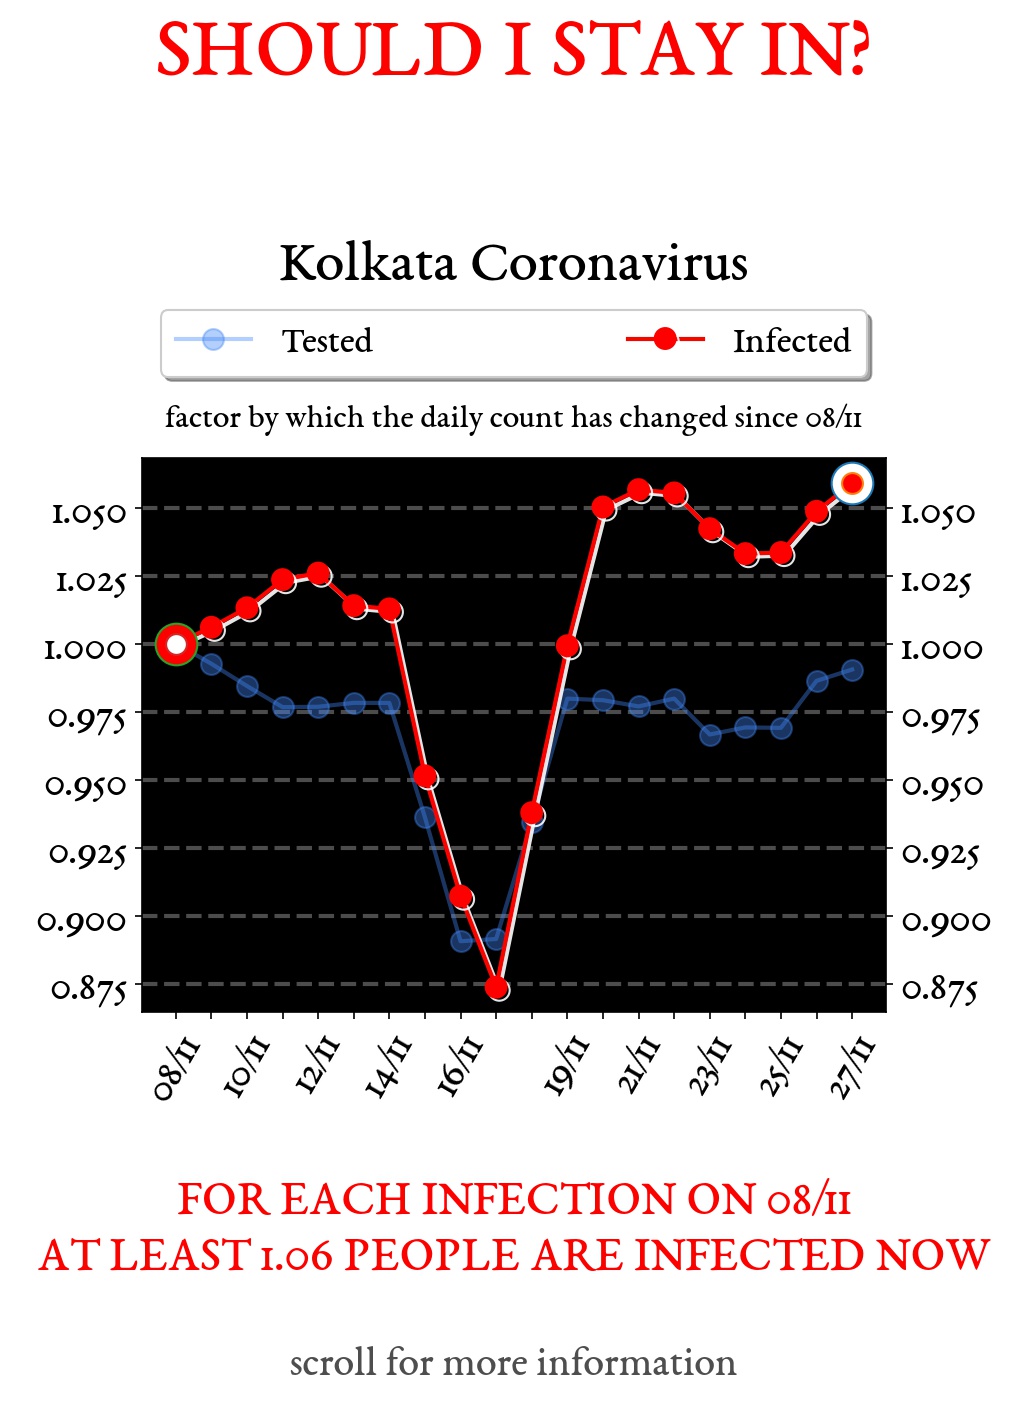 SHOULD I STAY IN?
Kolkata Coronavirus
Tested Infected
factor by which the daily count has changed since 08/11
1.050 1.050
1.025 1.025
1.000 1.000
0.975 0.975
0.950 0.950
0.925 0.925
0.900 0.900
0.875 0.875
08/11 10/11 12/11 14/11 16/11 19/11 21/11 23/11 25/11 27/11
FOR EACH INFECTION ON 08/11
AT LEAST 1.06 PEOPLE ARE INFECTED NOW
scroll for more information